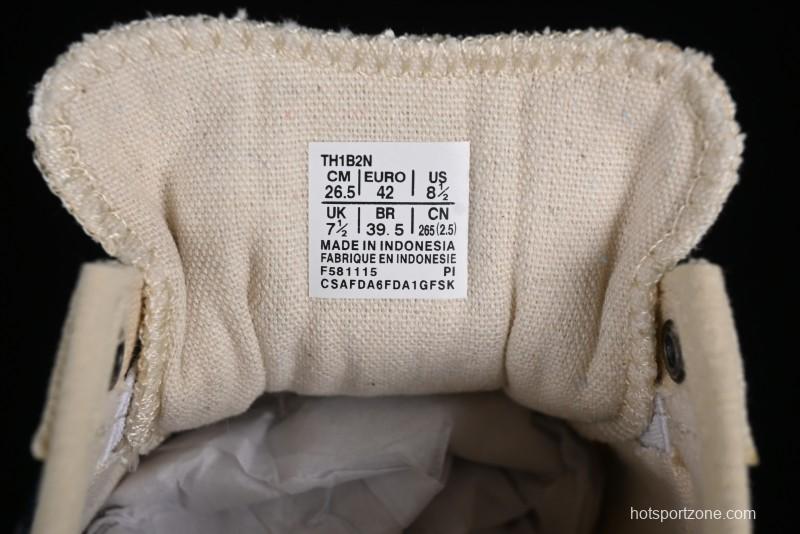 TH1B2N
CM | EURO | US
26.5 | 42 | 8½
UK | BR | CN
7½ | 39.5 | 265(2.5)
MADE IN INDONESIA
FABRIQUE EN INDONESIE
F581115 PI
CSAFDA6FDA1GFSK
hotsportzone.com